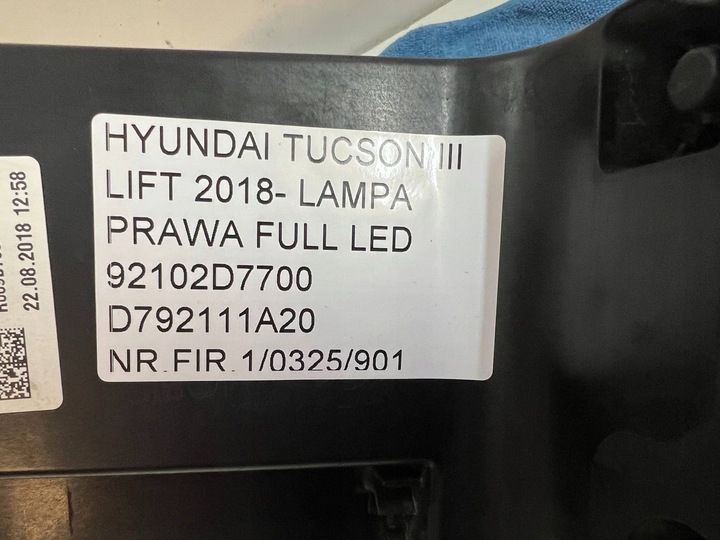 HYUNDAI TUCSON III
LIFT 2018- LAMPA
PRAWA FULL LED
92102D7700
D792111A20
NR.FIR.1/0325/901
22.08.2018 12:58